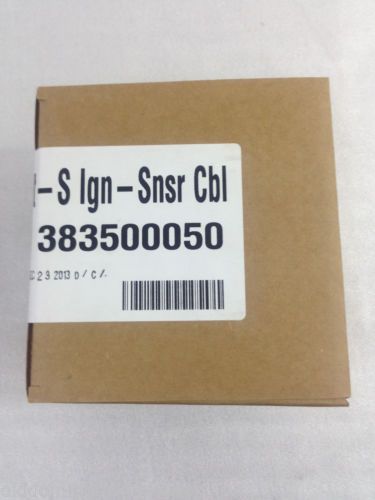 -S Ign-Snsr Cbl
383500050
2 3 2013 D / C /.